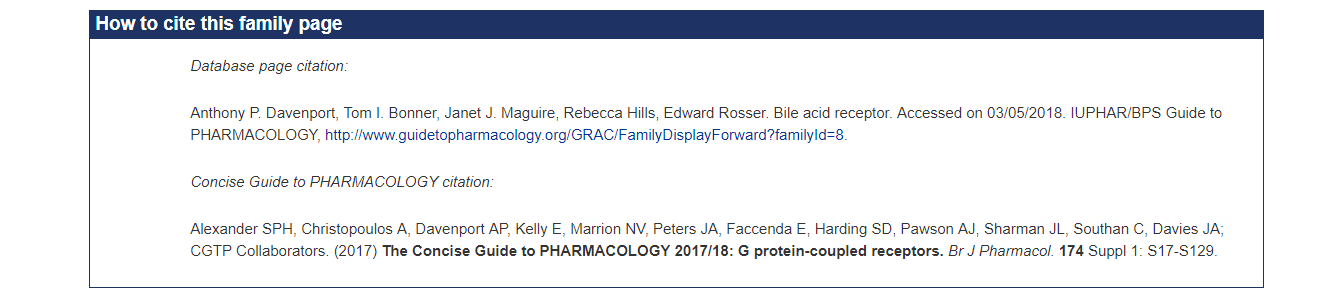 How to cite this family page
Database page citation:
Anthony P. Davenport, Tom I. Bonner, Janet J. Maguire, Rebecca Hills, Edward Rosser. Bile acid receptor. Accessed on 03/05/2018. IUPHAR/BPS Guide to
PHARMACOLOGY, http://www.guidetopharmacology.org/GRAC/FamilyDisplayForward?familyId=8.
Concise Guide to PHARMACOLOGY citation:
Alexander SPH, Christopoulos A, Davenport AP, Kelly E, Marrion NV, Peters JA, Faccenda E, Harding SD, Pawson AJ, Sharman JL, Southan C, Davies JA;
CGTP Collaborators. (2017) The Concise Guide to PHARMACOLOGY 2017/18: G protein-coupled receptors. Br J Pharmacol. 174 Suppl 1: S17-S129.